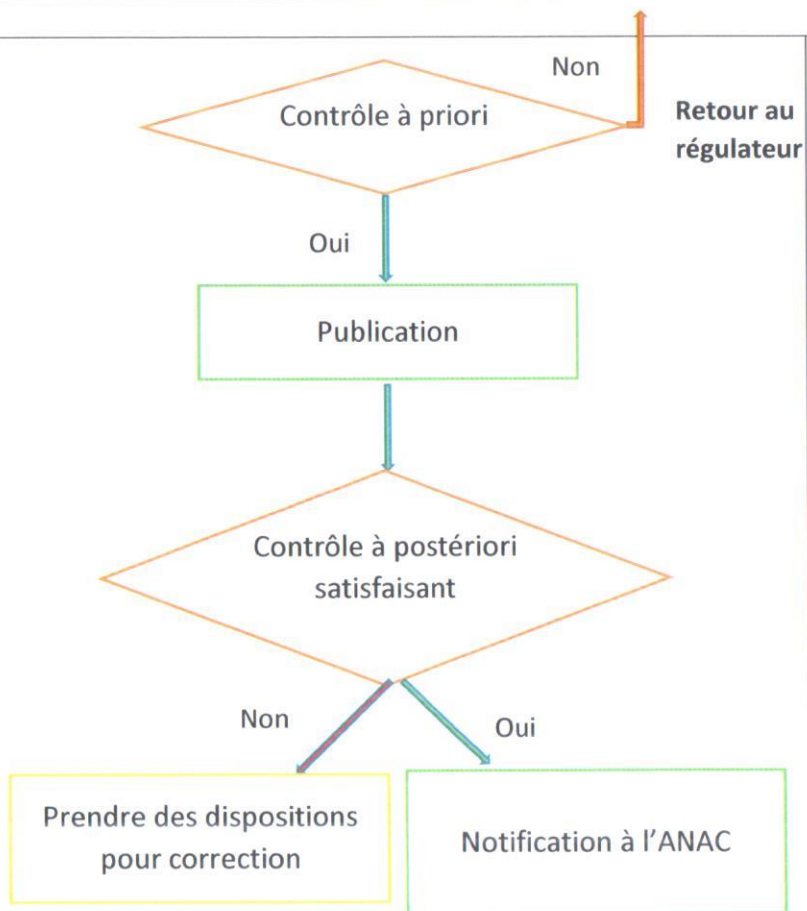 Non
Contrôle à priori
Retour au
régulateur
Oui
Publication
Contrôle à postériori
satisfaisant
Non
Oui
Prendre des dispositions
pour correction
Notification à l'ANAC